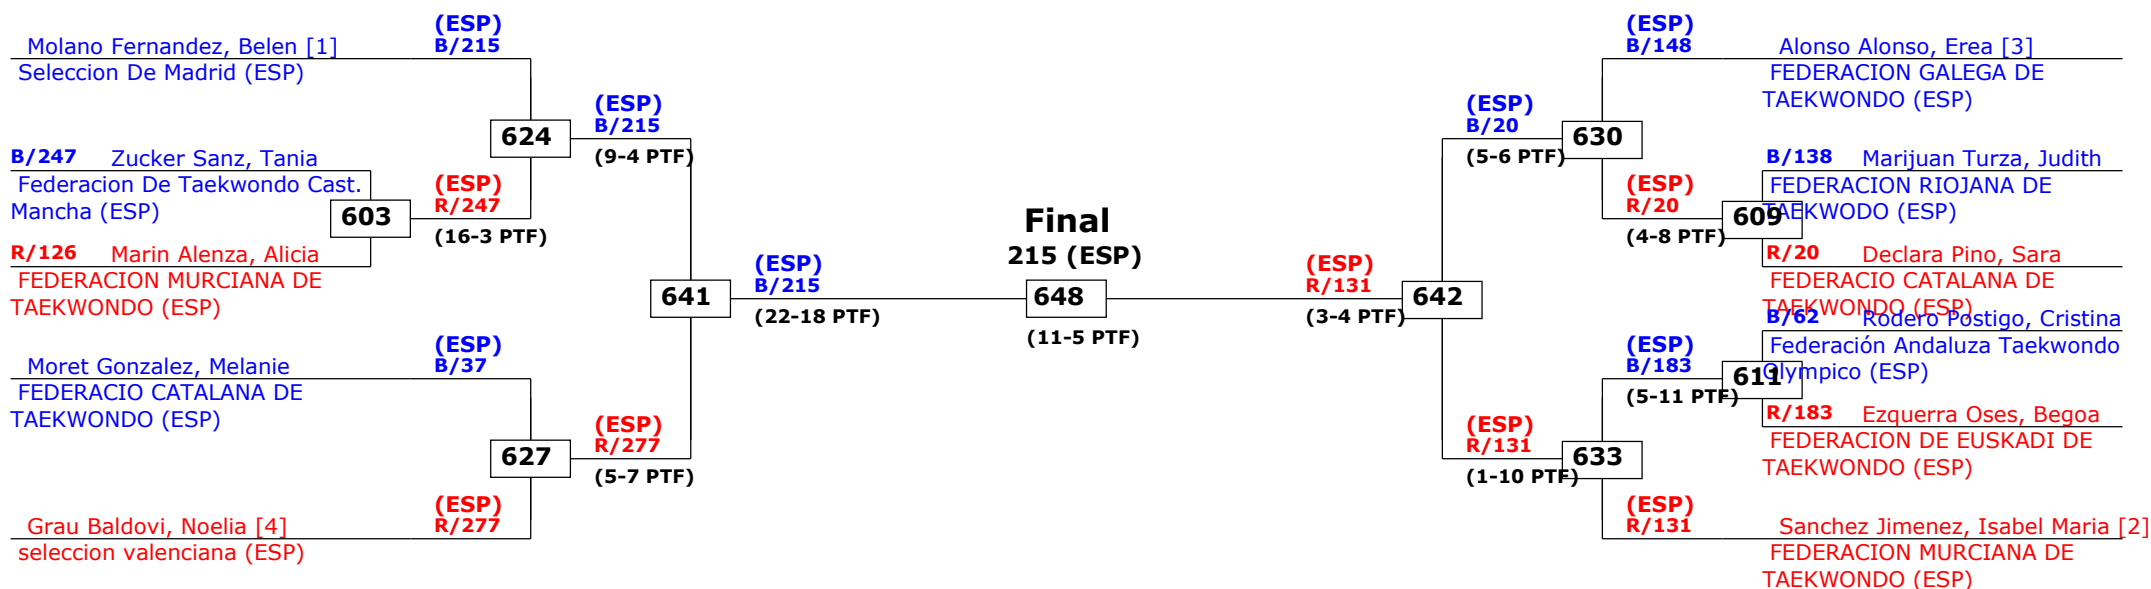 (ESP)
B/215
Molano Fernandez, Belen [1]
Seleccion De Madrid (ESP)
624
(ESP)
B/215
(9-4 PTF)
B/247 Zucker Sanz, Tania
Federacion De Taekwondo Cast.
Mancha (ESP)
603
(ESP)
R/247
(16-3 PTF)
R/126 Marin Alenza, Alicia
FEDERACION MURCIANA DE
TAEKWONDO (ESP)
641
(ESP)
B/215
(22-18 PTF)
(ESP)
B/37
Moret Gonzalez, Melanie
FEDERACIO CATALANA DE
TAEKWONDO (ESP)
627
(ESP)
R/277
(5-7 PTF)
(ESP)
R/277
Grau Baldovi, Noelia [4]
seleccion valenciana (ESP)
Final
215 (ESP)
648
(11-5 PTF)
(ESP)
R/131
(3-4 PTF)
642
(ESP)
B/20
(5-6 PTF)
630
(ESP)
B/148
Alonso Alonso, Erea [3]
FEDERACION GALEGA DE
TAEKWONDO (ESP)
B/138 Marijuan Turza, Judith
FEDERACION RIOJANA DE
TAEKWODO (ESP)
(ESP)
R/20
(4-8 PTF)
609
R/20 Declara Pino, Sara
FEDERACIO CATALANA DE
TAEKWONDO (ESP)
B/62 Rodero Postigo, Cristina
Federación Andaluza Taekwondo
Olympico (ESP)
(ESP)
B/183
(5-11 PTF)
611
R/183 Ezquerra Oses, Begoa
FEDERACION DE EUSKADI DE
TAEKWONDO (ESP)
(ESP)
R/131
(1-10 PTF)
633
(ESP)
R/131
Sanchez Jimenez, Isabel Maria [2]
FEDERACION MURCIANA DE
TAEKWONDO (ESP)